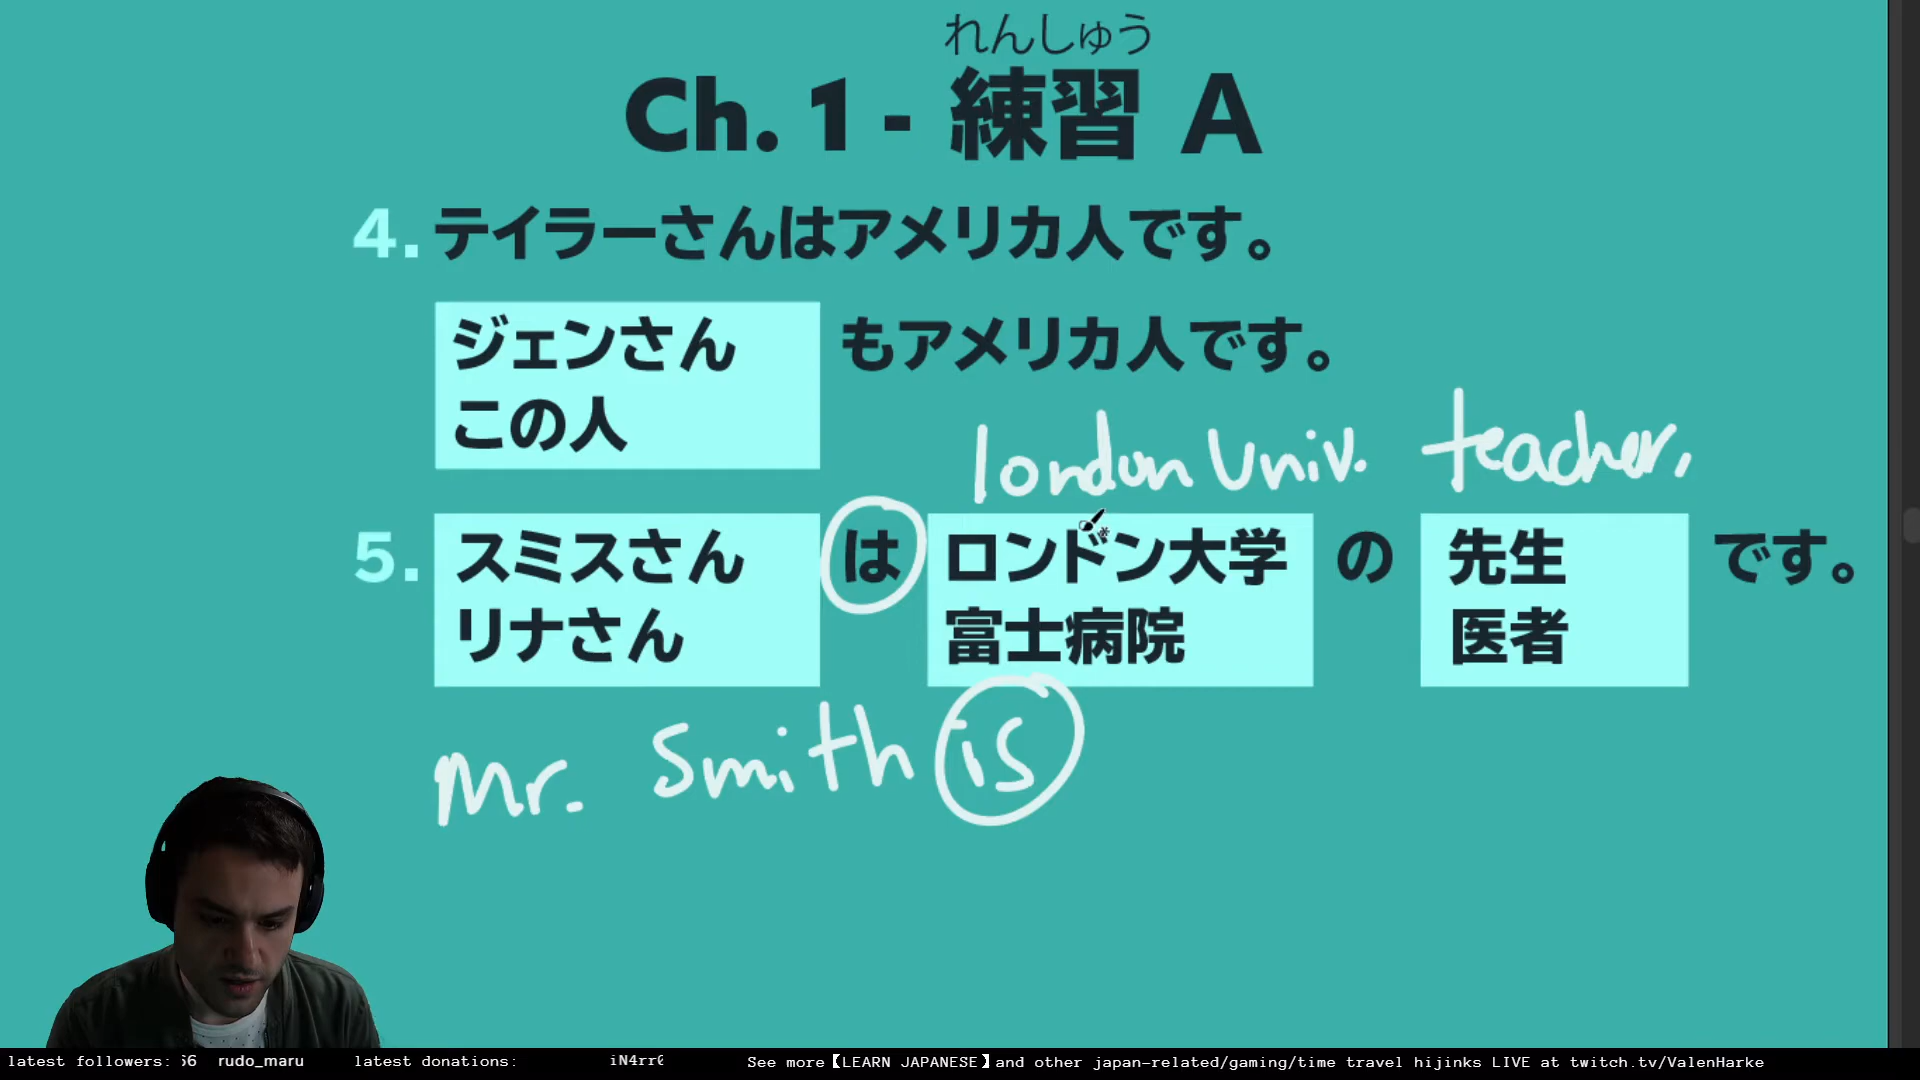 れんしゅう
Ch. 1 - 練習 A
4. テイラーさんはアメリカ人です。
ジェンさん もアメリカ人です。
この人
london Univ. teacher.
5. スミスさん は ロンドン大学 の 先生 です。
リナさん 富士病院 医者
Mr. Smith is
latest followers: 66 rudo_maru latest donations: See more【LEARN JAPANESE】and other japan-related/gaming/time travel hijinks LIVE at twitch.tv/ValenHarke